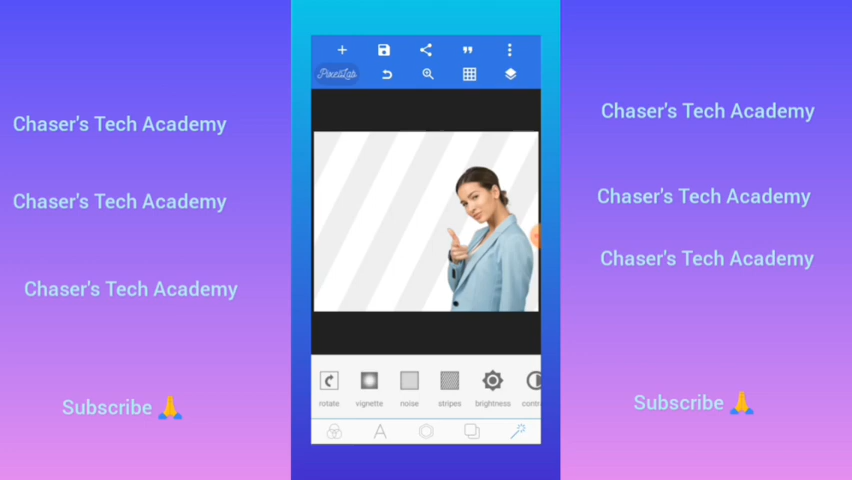 Chaser's Tech Academy
Chaser's Tech Academy
Chaser's Tech Academy
Subscribe 🙏
PixelLab
rotate
vignette
noise
stripes
brightness
contr
A
Chaser's Tech Academy
Chaser's Tech Academy
Chaser's Tech Academy
Subscribe 🙏